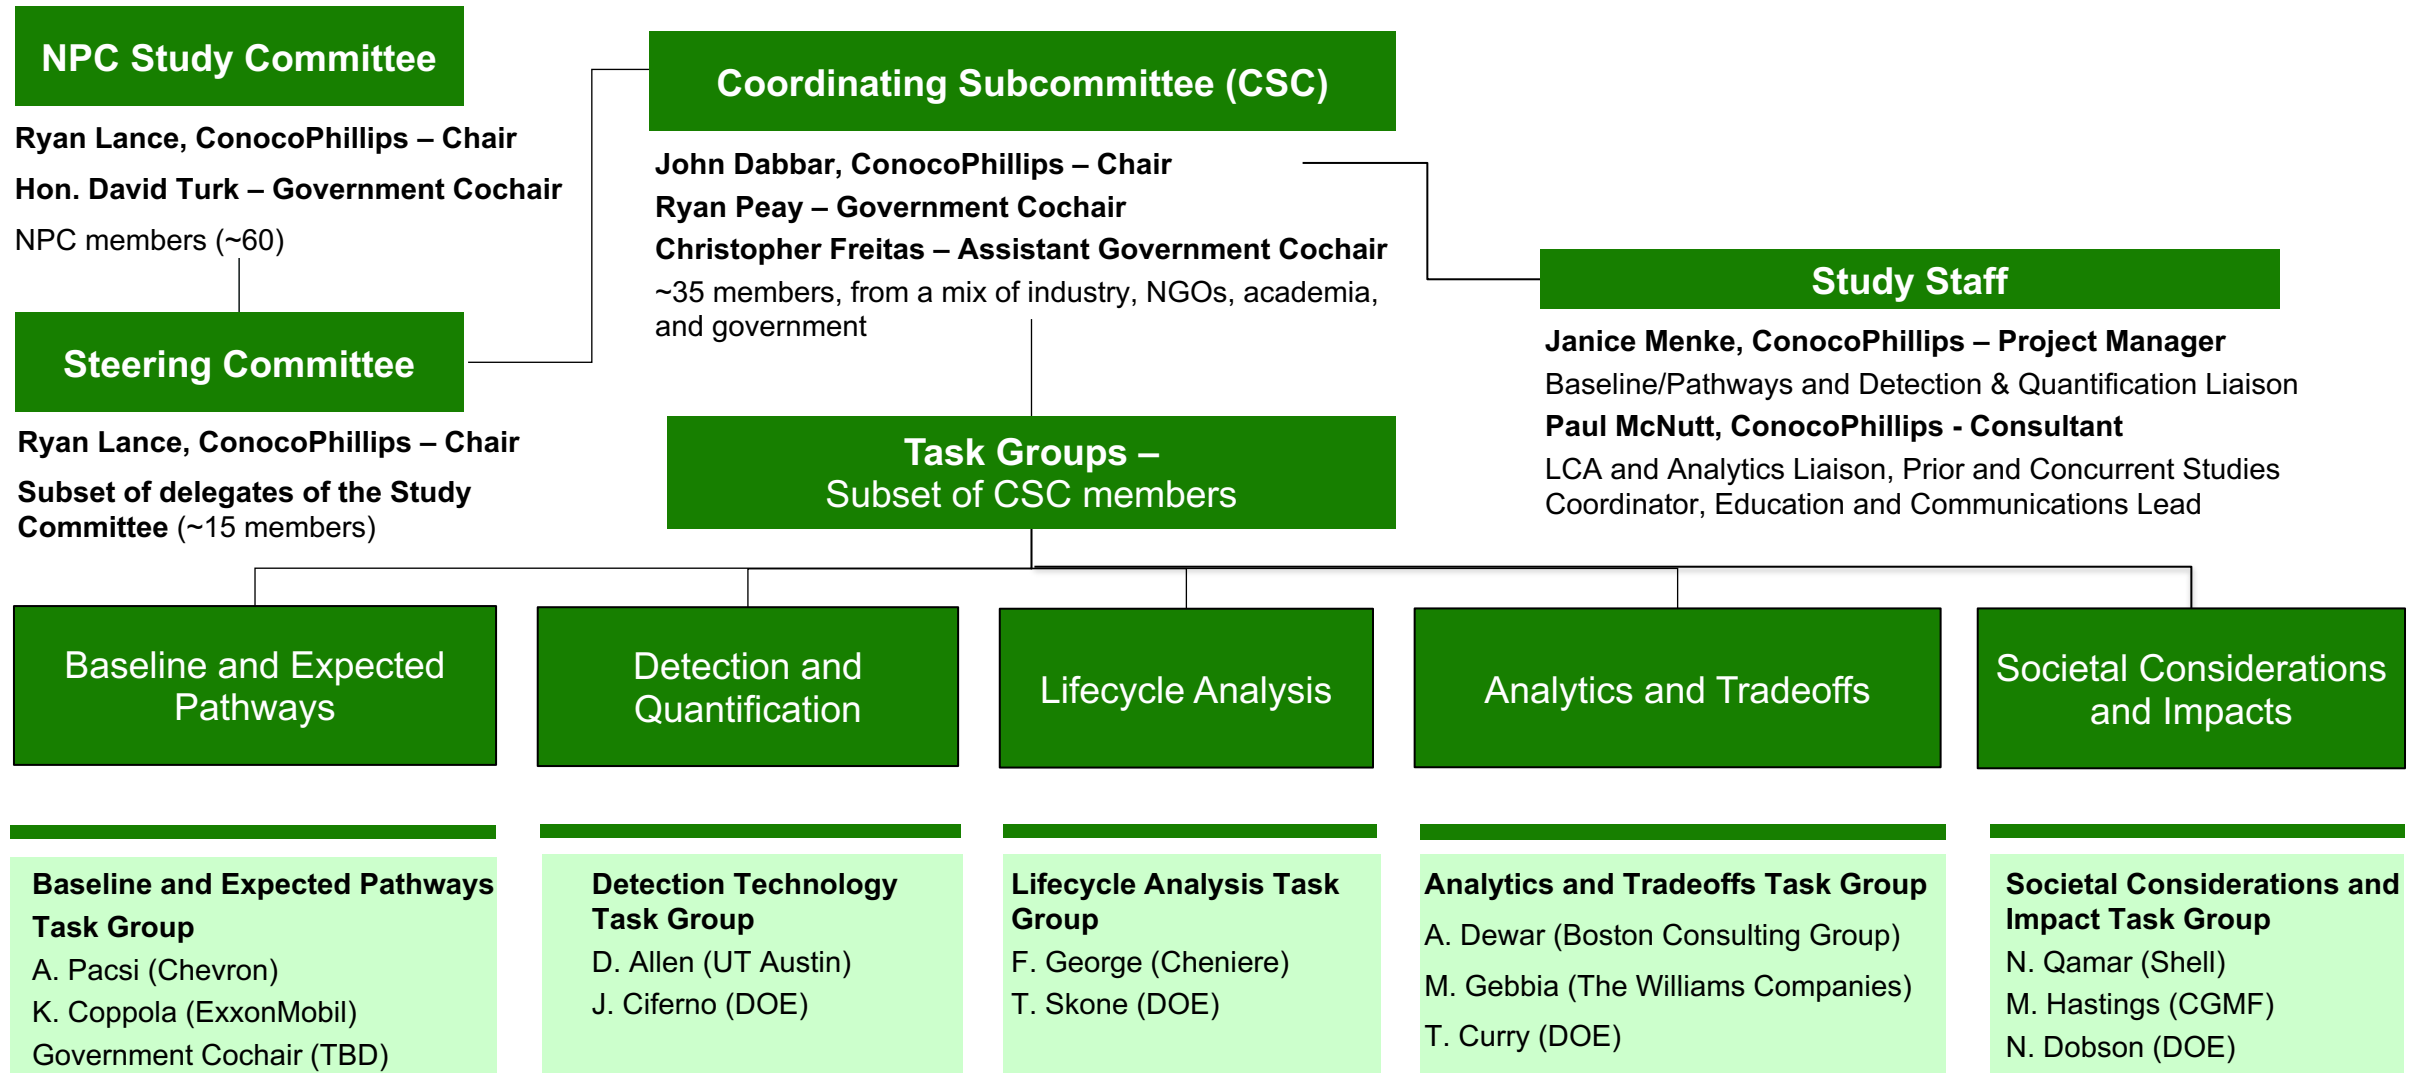 NPC Study Committee
Ryan Lance, ConocoPhillips – Chair
Hon. David Turk – Government Cochair
NPC members (~60)
Steering Committee
Ryan Lance, ConocoPhillips – Chair
Subset of delegates of the Study
Committee (~15 members)
Coordinating Subcommittee (CSC)
John Dabbar, ConocoPhillips – Chair
Ryan Peay – Government Cochair
Christopher Freitas – Assistant Government Cochair
~35 members, from a mix of industry, NGOs, academia,
and government
Study Staff
Janice Menke, ConocoPhillips – Project Manager
Baseline/Pathways and Detection & Quantification Liaison
Paul McNutt, ConocoPhillips - Consultant
LCA and Analytics Liaison, Prior and Concurrent Studies
Coordinator, Education and Communications Lead
Task Groups –
Subset of CSC members
Baseline and Expected
Pathways
Detection and
Quantification
Lifecycle Analysis
Analytics and Tradeoffs
Societal Considerations
and Impacts
Baseline and Expected Pathways
Task Group
A. Pacsi (Chevron)
K. Coppola (ExxonMobil)
Government Cochair (TBD)
Detection Technology
Task Group
D. Allen (UT Austin)
J. Ciferno (DOE)
Lifecycle Analysis Task
Group
F. George (Cheniere)
T. Skone (DOE)
Analytics and Tradeoffs Task Group
A. Dewar (Boston Consulting Group)
M. Gebbia (The Williams Companies)
T. Curry (DOE)
Societal Considerations and
Impact Task Group
N. Qamar (Shell)
M. Hastings (CGMF)
N. Dobson (DOE)